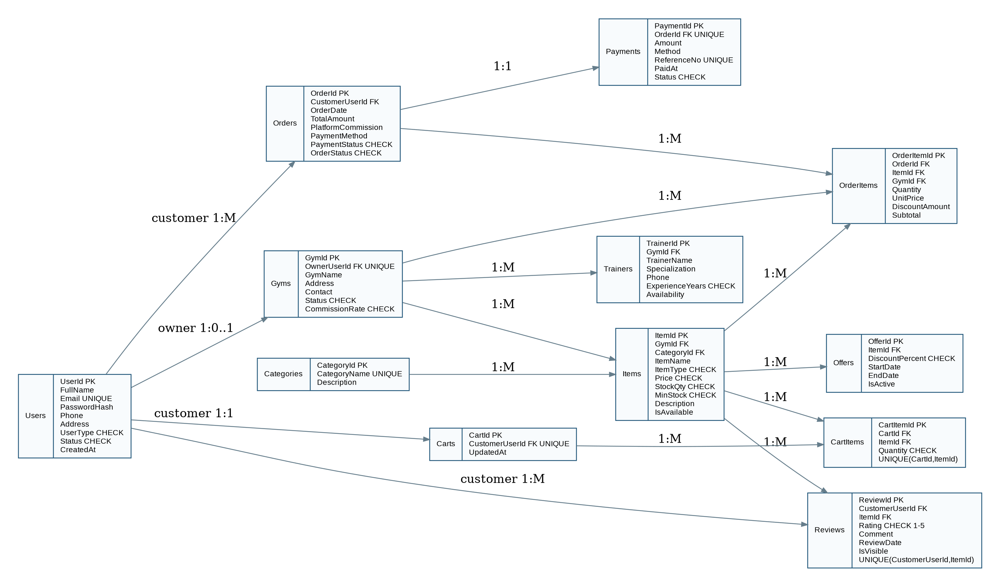 Payments
PaymentId PK
OrderId FK UNIQUE
Amount
Method
ReferenceNo UNIQUE
PaidAt
Status CHECK
1:1
Orders
OrderId PK
CustomerUserId FK
OrderDate
TotalAmount
PlatformCommission
PaymentMethod
PaymentStatus CHECK
OrderStatus CHECK
1:M
OrderItems
OrderItemId PK
OrderId FK
ItemId FK
GymId FK
Quantity
UnitPrice
DiscountAmount
Subtotal
1:M
customer 1:M
Trainers
TrainerId PK
GymId FK
TrainerName
Specialization
Phone
ExperienceYears CHECK
Availability
Gyms
GymId PK
OwnerUserId FK UNIQUE
GymName
Address
Contact
Status CHECK
CommissionRate CHECK
1:M
1:M
1:M
owner 1:0..1
Items
ItemId PK
GymId FK
CategoryId FK
ItemName
ItemType CHECK
Price CHECK
StockQty CHECK
MinStock CHECK
Description
IsAvailable
Offers
OfferId PK
ItemId FK
DiscountPercent CHECK
StartDate
EndDate
IsActive
1:M
Categories
CategoryId PK
CategoryName UNIQUE
Description
1:M
Users
UserId PK
FullName
Email UNIQUE
PasswordHash
Phone
Address
UserType CHECK
Status CHECK
CreatedAt
1:M
customer 1:1
Carts
CartId PK
CustomerUserId FK UNIQUE
UpdatedAt
1:M
1:M
CartItems
CartItemId PK
CartId FK
ItemId FK
Quantity CHECK
UNIQUE(CartId,ItemId)
customer 1:M
Reviews
ReviewId PK
CustomerUserId FK
ItemId FK
Rating CHECK 1-5
Comment
ReviewDate
IsVisible
UNIQUE(CustomerUserId,ItemId)